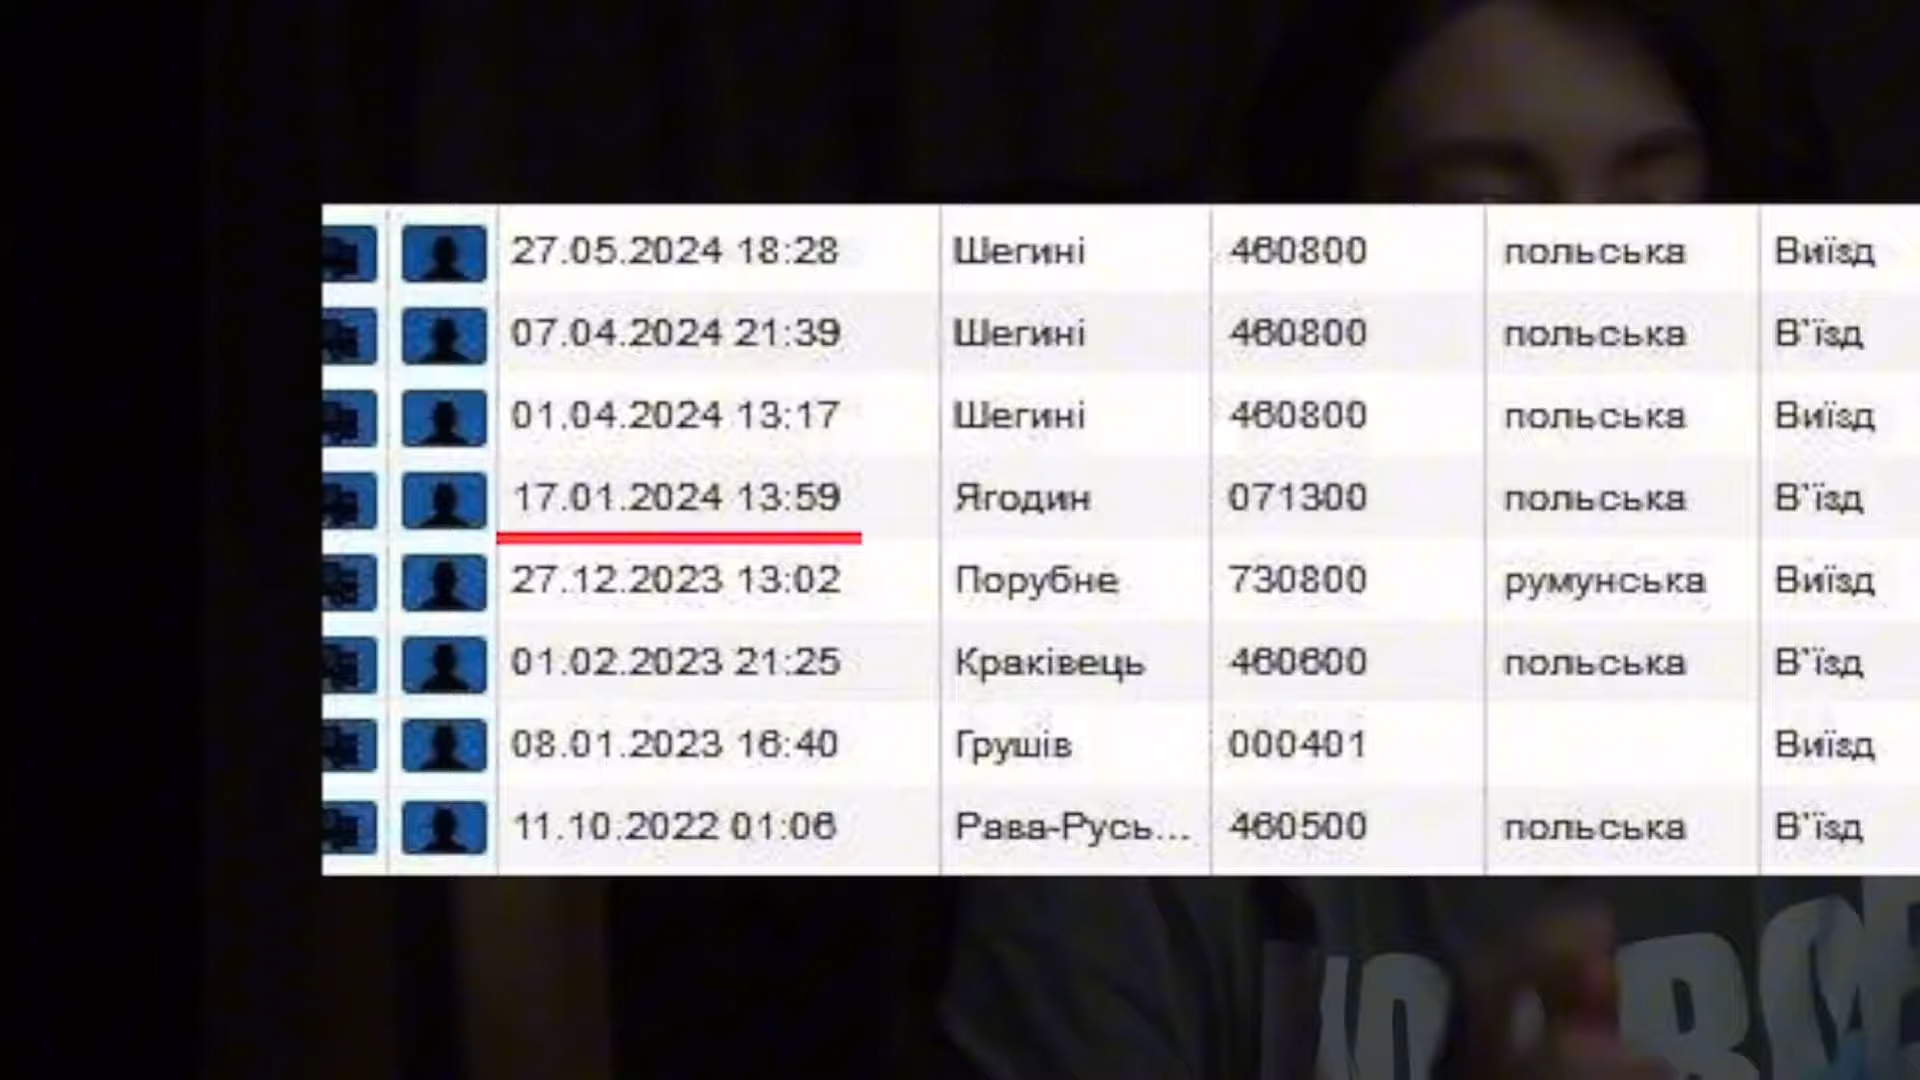 27.05.2024 18:28 Шегині 460800 польська Виїзд
07.04.2024 21:39 Шегині 460800 польська В`їзд
01.04.2024 13:17 Шегині 460800 польська Виїзд
17.01.2024 13:59 Ягодин 071300 польська В`їзд
27.12.2023 13:02 Порубне 730800 румунська Виїзд
01.02.2023 21:25 Краківець 460600 польська В`їзд
08.01.2023 16:40 Грушів 000401 Виїзд
11.10.2022 01:06 Рава-Русь... 460500 польська В`їзд